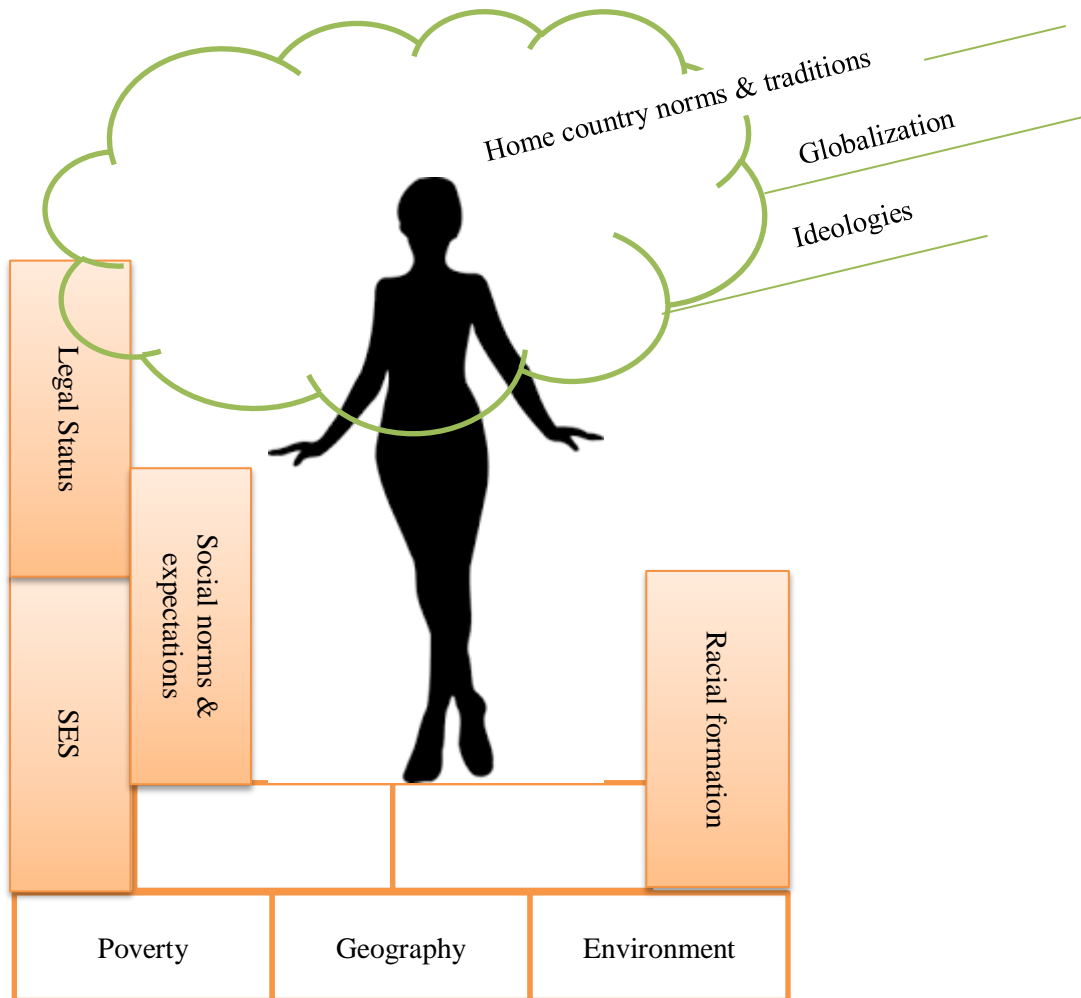 Home country norms & traditions
Globalization
Ideologies
Legal Status
Social norms &
expectations
SES
Racial formation
Poverty
Geography
Environment